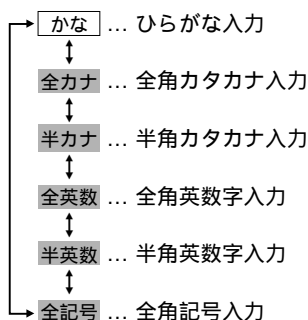 かな … ひらがな入力
全カナ … 全角カタカナ入力
半カナ … 半角カタカナ入力
全英数 … 全角英数字入力
半英数 … 半角英数字入力
全記号 … 全角記号入力